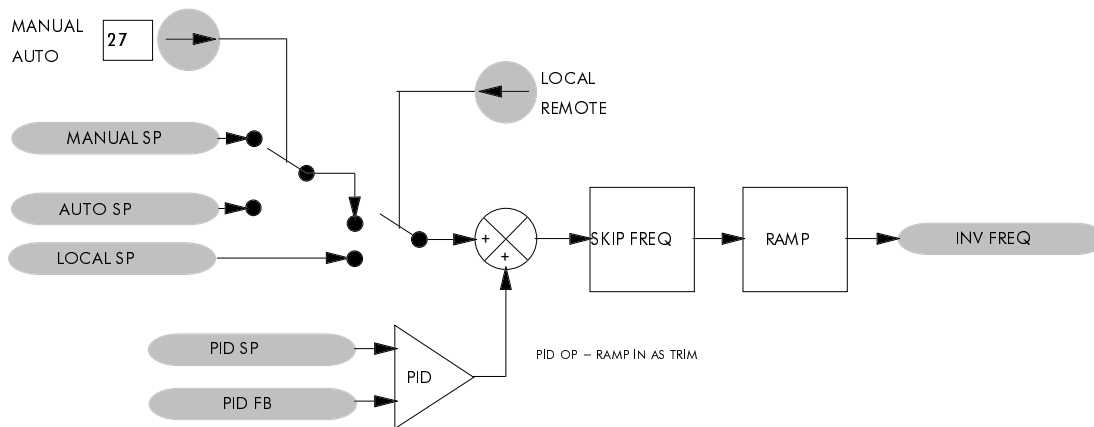 MANUAL
AUTO
27
LOCAL
REMOTE
MANUAL SP
AUTO SP
LOCAL SP
+
+
SKIP FREQ
RAMP
INV FREQ
PID SP
PID OP – RAMP IN AS TRIM
PID
PID FB